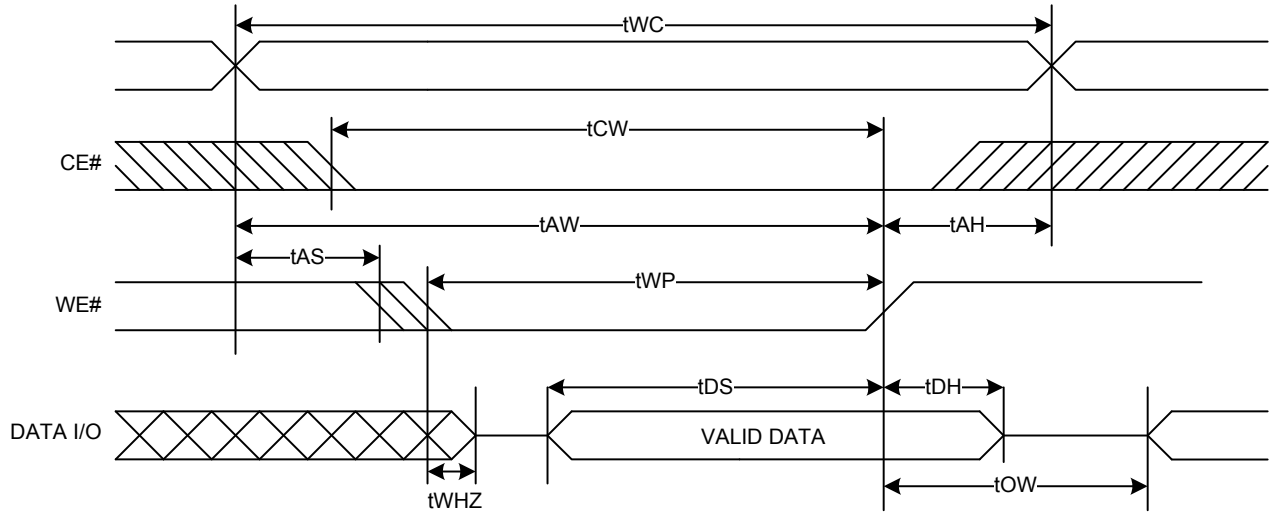 tWC
tCW
CE#
tAW
tAH
tAS
tWP
WE#
tDS
tDH
DATA I/O
VALID DATA
tWHZ
tOW